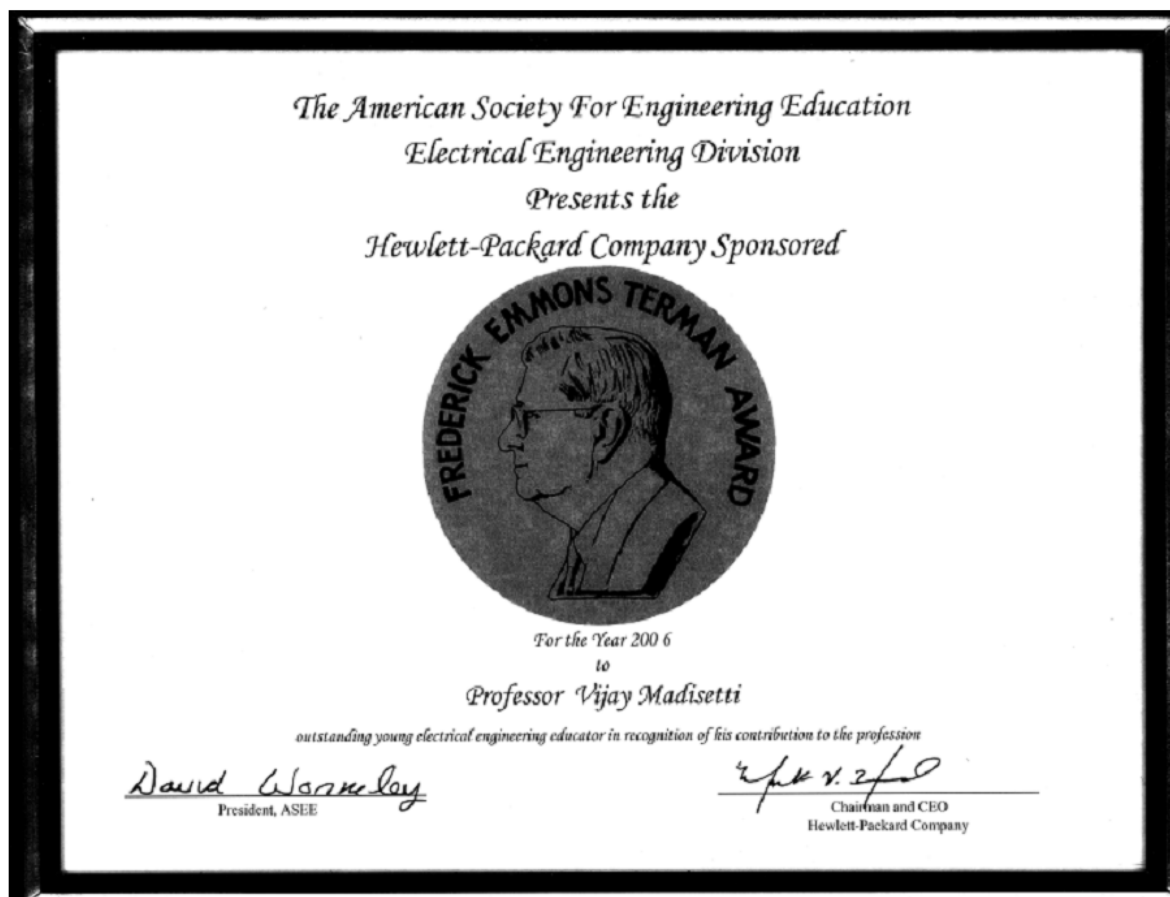 The American Society For Engineering Education
Electrical Engineering Division
Presents the
Hewlett-Packard Company Sponsored
FREDERICK EMMONS TERMAN AWARD
For the Year 200 6
to
Professor Vijay Madisetti
outstanding young electrical engineering educator in recognition of his contribution to the profession
David
President, ASEE
Chairman and CEO
Hewlett-Packard Company